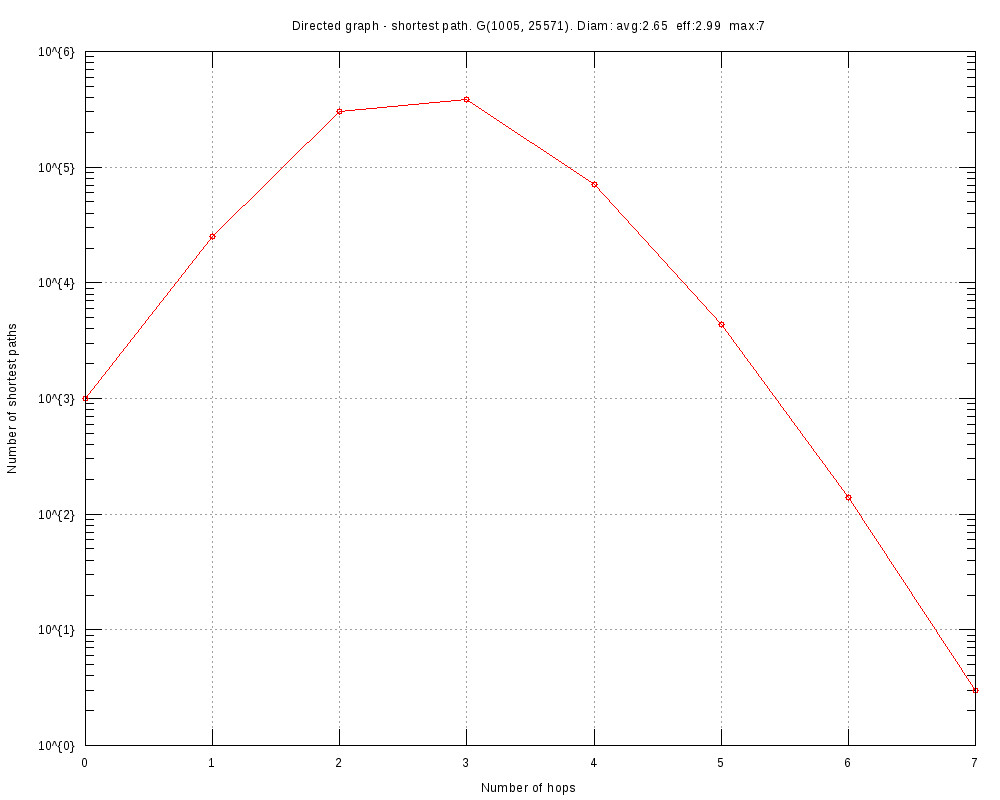 Directed graph - shortest path. G(1005, 25571). Diam: avg:2.65  eff:2.99  max:7
10^{6}
10^{5}
10^{4}
10^{3}
10^{2}
10^{1}
10^{0}
Number of shortest paths
0 1 2 3 4 5 6 7
Number of hops